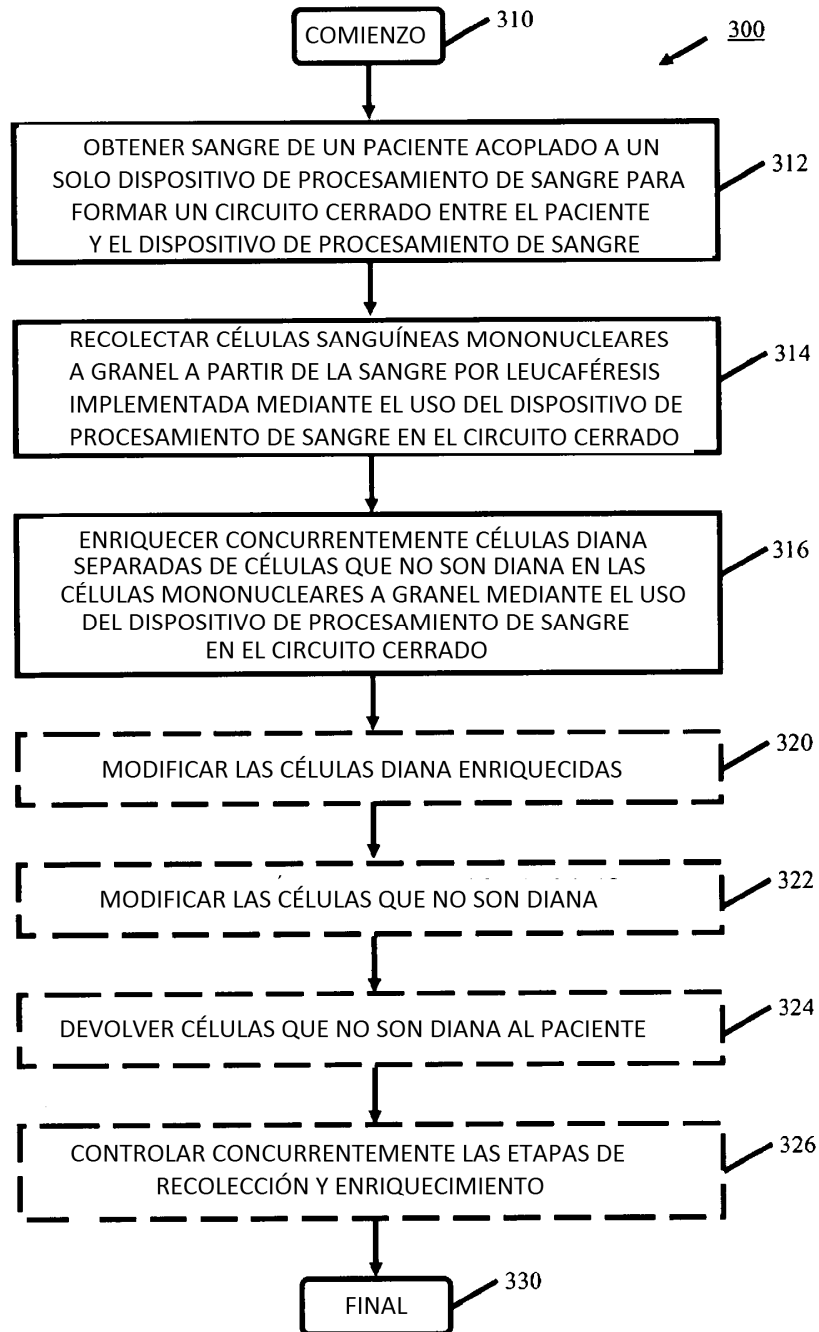 COMIENZO
310
300
OBTENER SANGRE DE UN PACIENTE ACOPLADO A UN
SOLO DISPOSITIVO DE PROCESAMIENTO DE SANGRE PARA
FORMAR UN CIRCUITO CERRADO ENTRE EL PACIENTE
Y EL DISPOSITIVO DE PROCESAMIENTO DE SANGRE
312
RECOLECTAR CÉLULAS SANGUÍNEAS MONONUCLEARES
A GRANEL A PARTIR DE LA SANGRE POR LEUCAFÉRESIS
IMPLEMENTADA MEDIANTE EL USO DEL DISPOSITIVO DE
PROCESAMIENTO DE SANGRE EN EL CIRCUITO CERRADO
314
ENRIQUECER CONCURRENTEMENTE CÉLULAS DIANA
SEPARADAS DE CÉLULAS QUE NO SON DIANA EN LAS
CÉLULAS MONONUCLEARES A GRANEL MEDIANTE EL USO
DEL DISPOSITIVO DE PROCESAMIENTO DE SANGRE
EN EL CIRCUITO CERRADO
316
MODIFICAR LAS CÉLULAS DIANA ENRIQUECIDAS
320
MODIFICAR LAS CÉLULAS QUE NO SON DIANA
322
DEVOLVER CÉLULAS QUE NO SON DIANA AL PACIENTE
324
CONTROLAR CONCURRENTEMENTE LAS ETAPAS DE
RECOLECCIÓN Y ENRIQUECIMIENTO
326
FINAL
330